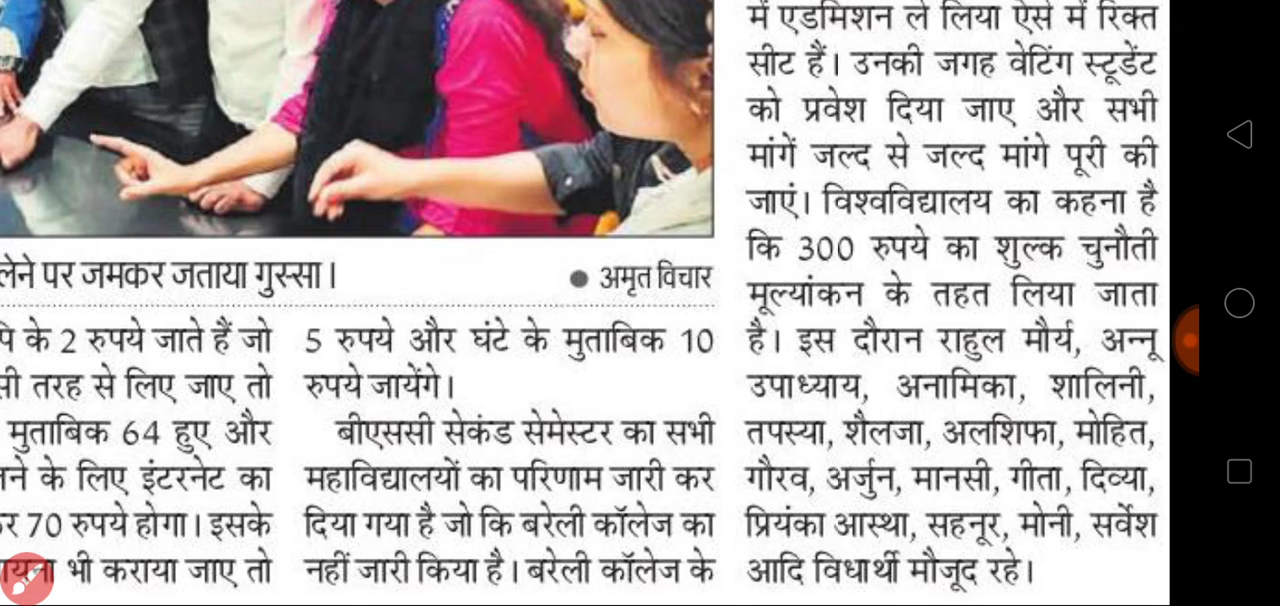 लेने पर जमकर जताया गुस्सा।
● अमृत विचार
के 2 रुपये जाते हैं जो
तरह से लिए जाए तो
मुताबिक 64 हुए और
के लिए इंटरनेट का
70 रुपये होगा। इसके
भी कराया जाए तो
5 रुपये और घंटे के मुताबिक 10
रुपये जायेंगे।
बीएससी सेकंड सेमेस्टर का सभी
महाविद्यालयों का परिणाम जारी कर
दिया गया है जो कि बरेली कॉलेज का
नहीं जारी किया है। बरेली कॉलेज के
में एडमिशन ले लिया ऐसे में रिक्त
सीट हैं। उनकी जगह वेटिंग स्टूडेंट
को प्रवेश दिया जाए और सभी
मांगें जल्द से जल्द मांगे पूरी की
जाएं। विश्वविद्यालय का कहना है
कि 300 रुपये का शुल्क चुनौती
मूल्यांकन के तहत लिया जाता
है। इस दौरान राहुल मौर्य, अन्नू
उपाध्याय, अनामिका, शालिनी,
तपस्या, शैलजा, अलशिफा, मोहित,
गौरव, अर्जुन, मानसी, गीता, दिव्या,
प्रियंका आस्था, सहनूर, मोनी, सर्वेश
आदि विधार्थी मौजूद रहे।